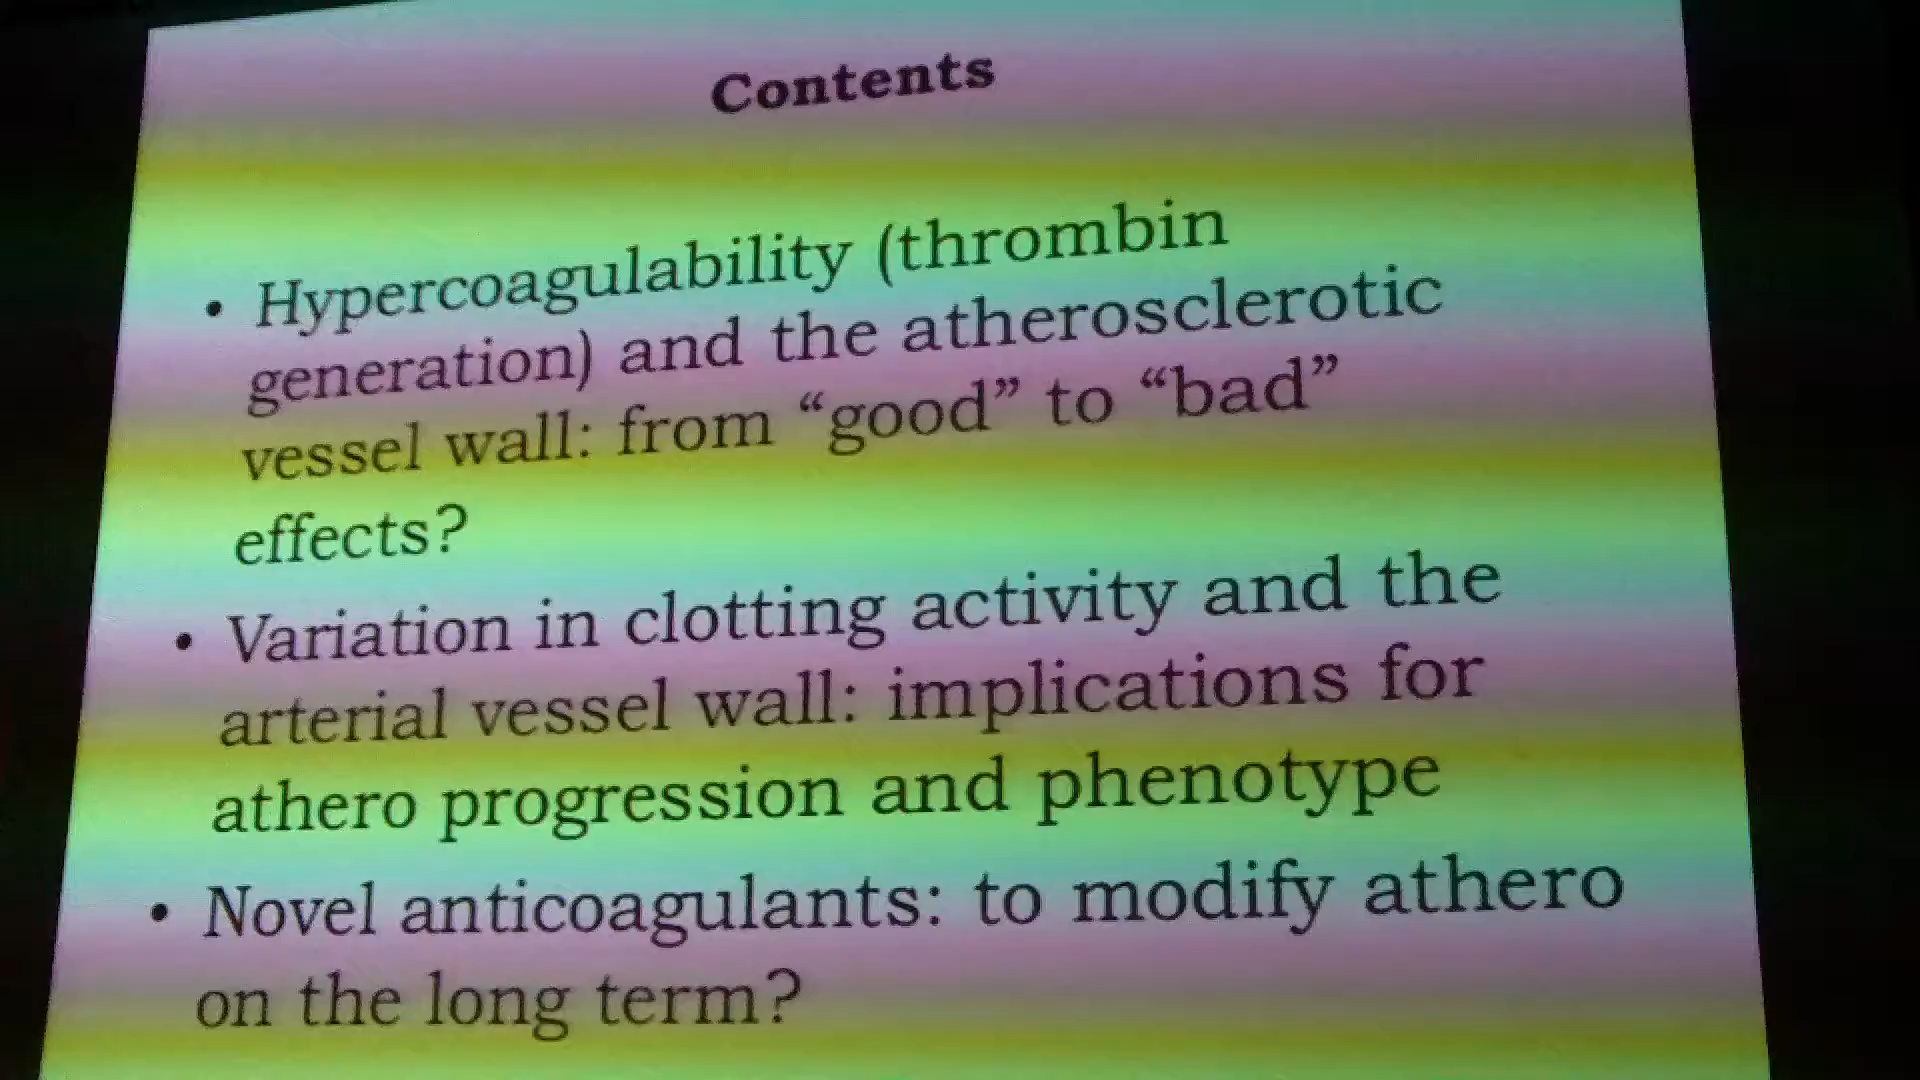 Contents
• Hypercoagulability (thrombin
generation) and the atherosclerotic
vessel wall: from “good” to “bad”
effects?
• Variation in clotting activity and the
arterial vessel wall: implications for
athero progression and phenotype
• Novel anticoagulants: to modify athero
on the long term?